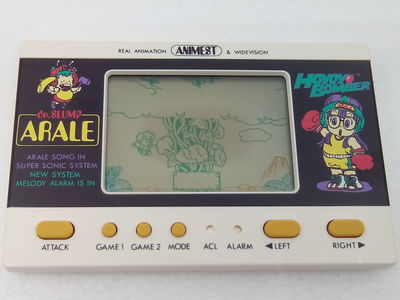 REAL ANIMATION ANIMEST & WIDEVISION
dr.SLUMP
ARALE
ARALE SONG IN
SUPER SONIC SYSTEM
NEW SYSTEM
MELODY ALARM IS IN
HOYOYO
BOMBER
ATTACK GAME 1 GAME 2 MODE ACL ALARM ◀LEFT RIGHT▶